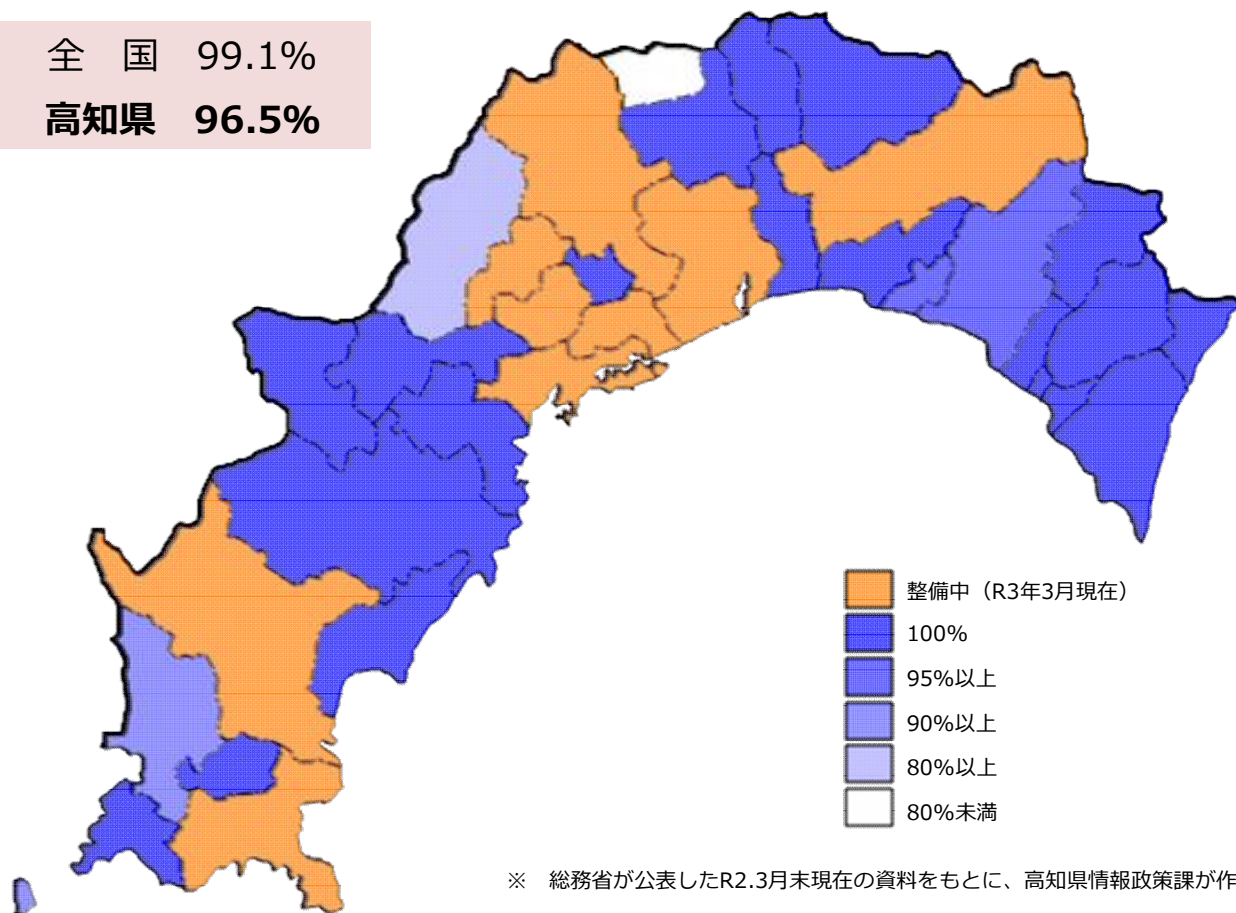 全　国　99.1%
高知県　96.5%
整備中（R3年3月現在）
100%
95%以上
90%以上
80%以上
80%未満
※　総務省が公表したR2.3月末現在の資料をもとに、高知県情報政策課が作